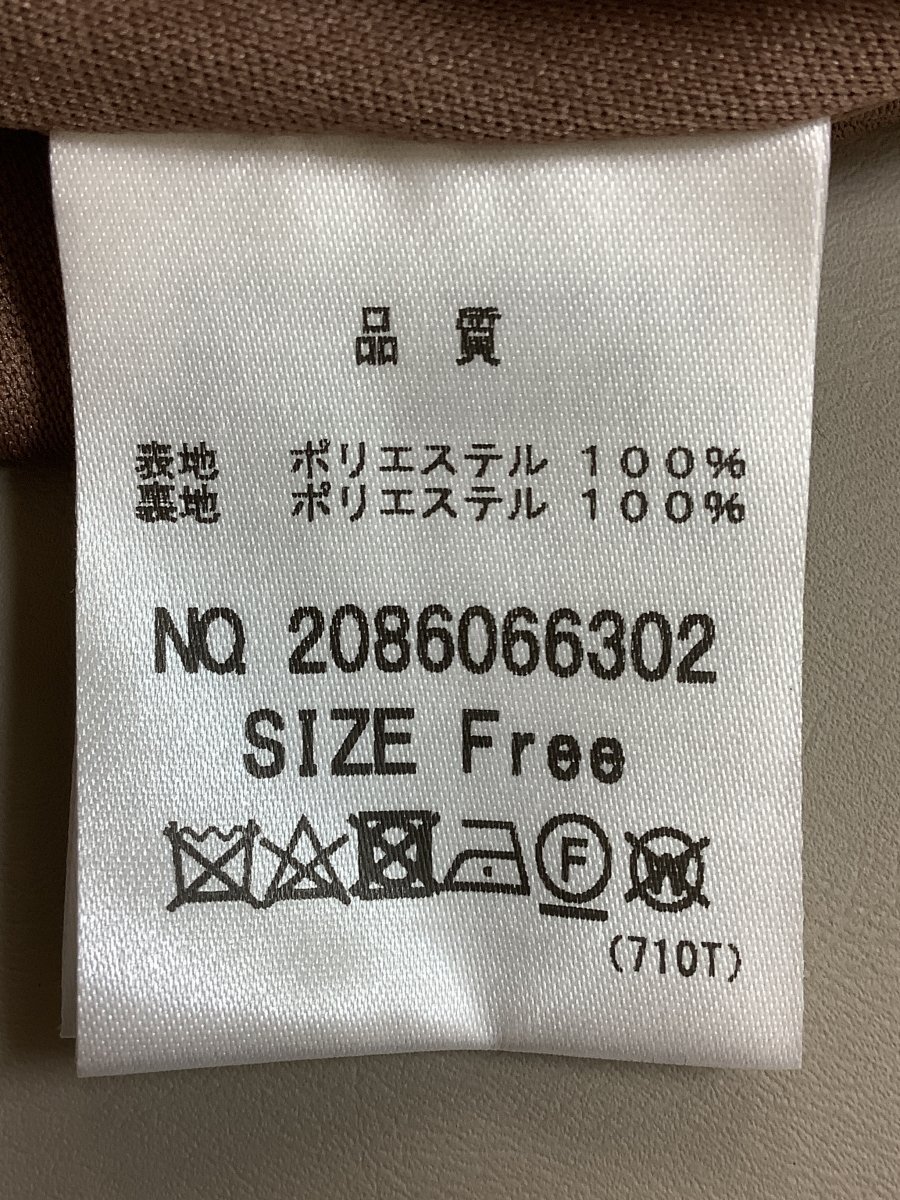 品 質
表地 ポリエステル 100%
裏地 ポリエステル 100%
NO. 2086066302
SIZE Free
F W
(710T)